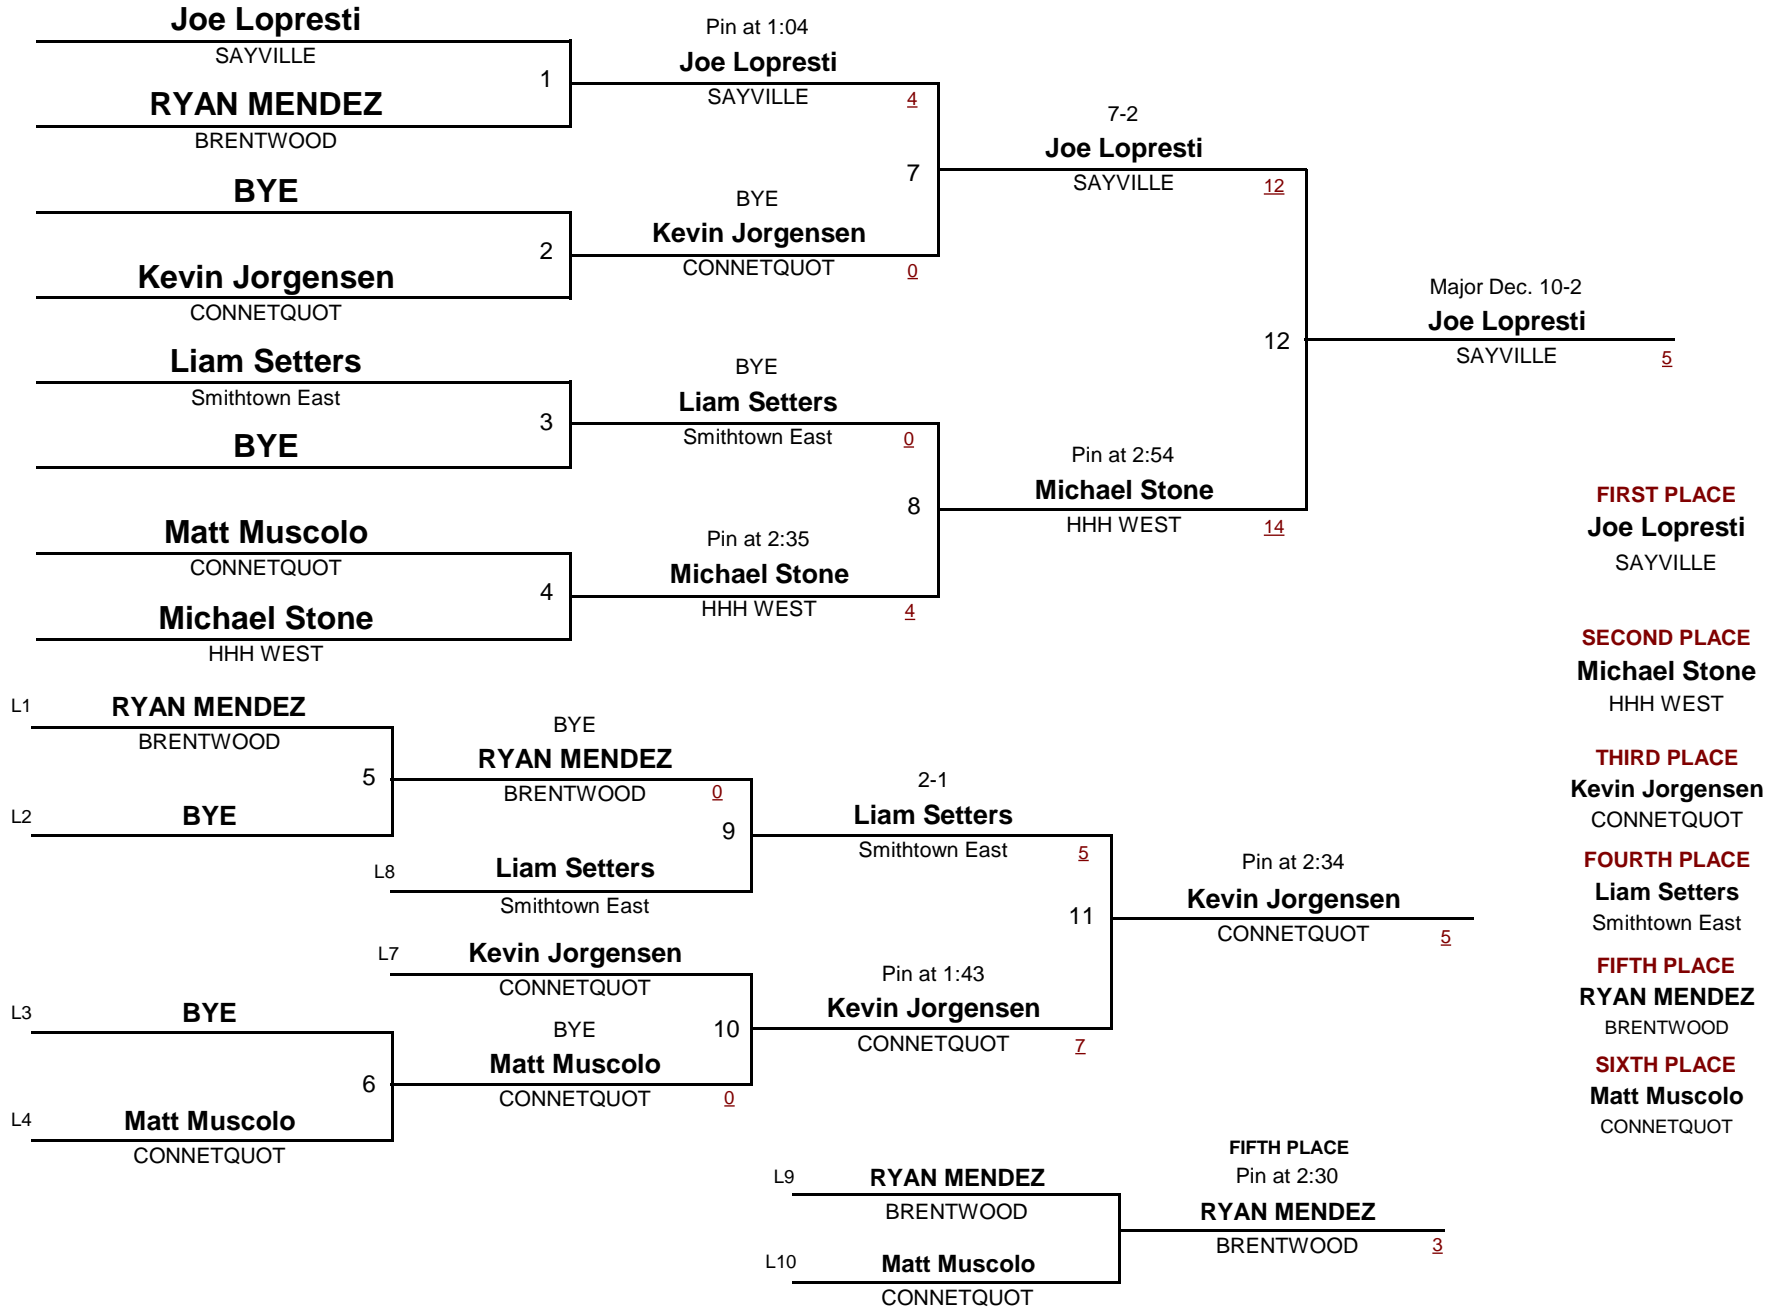 Joe Lopresti
SAYVILLE
1
RYAN MENDEZ
BRENTWOOD
BYE
2
Kevin Jorgensen
CONNETQUOT
Liam Setters
Smithtown East
3
BYE
Matt Muscolo
CONNETQUOT
4
Michael Stone
HHH WEST
Pin at 1:04
Joe Lopresti
SAYVILLE 4
7
BYE
Kevin Jorgensen
CONNETQUOT 0
BYE
Liam Setters
Smithtown East 0
8
Pin at 2:35
Michael Stone
HHH WEST 4
7-2
Joe Lopresti
SAYVILLE 12
12
Pin at 2:54
Michael Stone
HHH WEST 14
Major Dec. 10-2
Joe Lopresti
SAYVILLE 5
L1 RYAN MENDEZ
BRENTWOOD
5
L2 BYE
L3 BYE
6
L4 Matt Muscolo
CONNETQUOT
BYE
RYAN MENDEZ
BRENTWOOD 0
9
L8 Liam Setters
Smithtown East
L7 Kevin Jorgensen
CONNETQUOT
BYE 10
Matt Muscolo
CONNETQUOT 0
2-1
Liam Setters
Smithtown East 5
11
Pin at 1:43
Kevin Jorgensen
CONNETQUOT 7
Pin at 2:34
Kevin Jorgensen
CONNETQUOT 5
L9 RYAN MENDEZ
BRENTWOOD
L10 Matt Muscolo
CONNETQUOT
FIFTH PLACE
Pin at 2:30
RYAN MENDEZ
BRENTWOOD 3
FIRST PLACE
Joe Lopresti
SAYVILLE
SECOND PLACE
Michael Stone
HHH WEST
THIRD PLACE
Kevin Jorgensen
CONNETQUOT
FOURTH PLACE
Liam Setters
Smithtown East
FIFTH PLACE
RYAN MENDEZ
BRENTWOOD
SIXTH PLACE
Matt Muscolo
CONNETQUOT